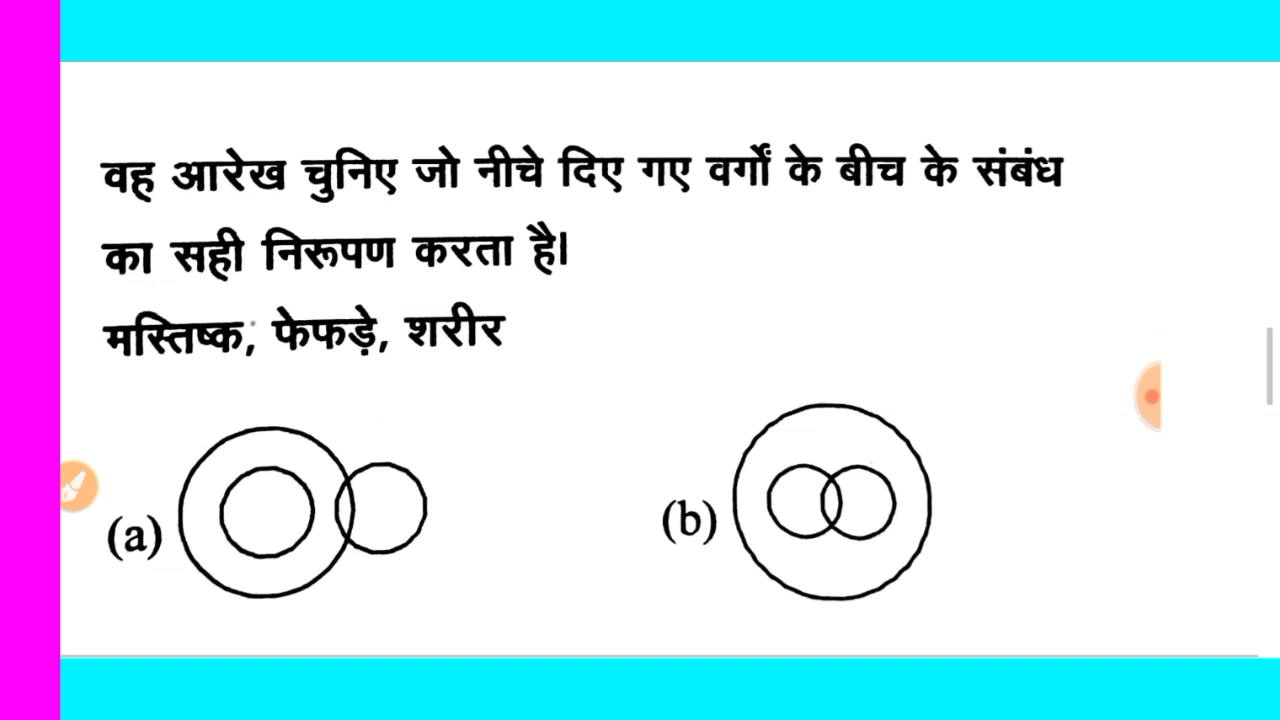 वह आरेख चुनिए जो नीचे दिए गए वर्गों के बीच के संबंध
का सही निरूपण करता है।
मस्तिष्क, फेफड़े, शरीर
(a) (b)